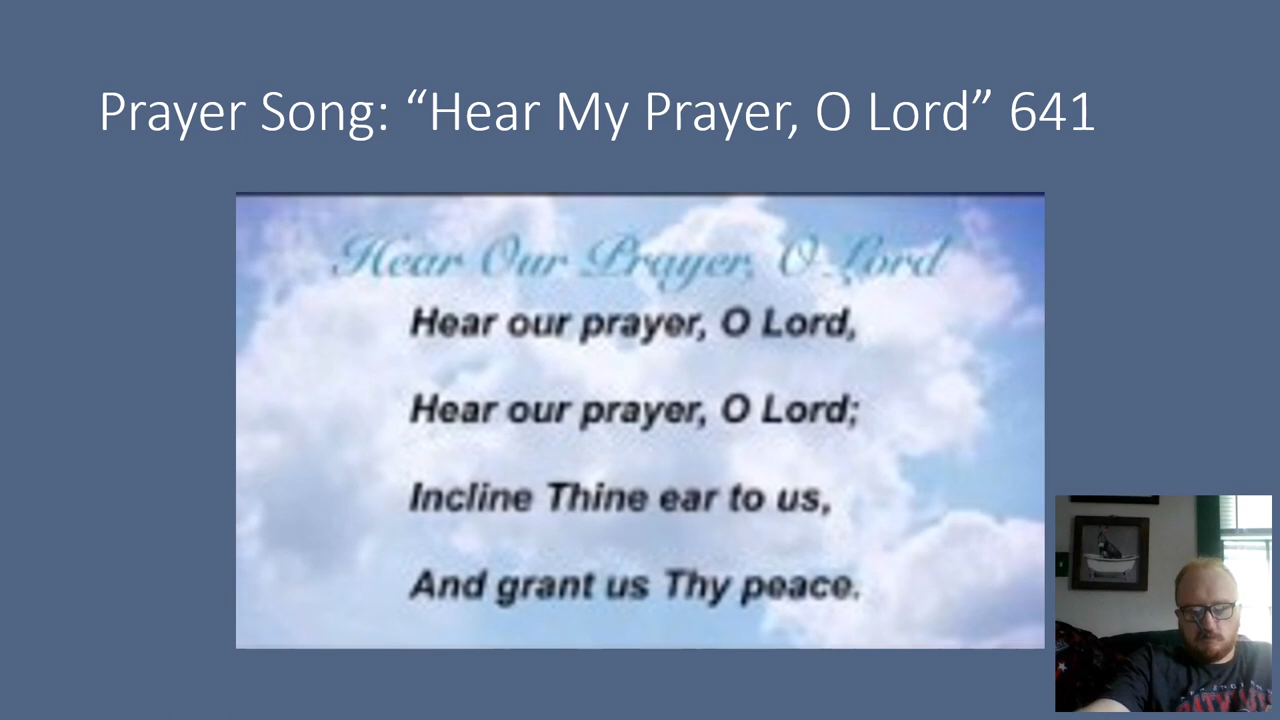 Prayer Song: “Hear My Prayer, O Lord” 641
Hear Our Prayer, O Lord
Hear our prayer, O Lord,
Hear our prayer, O Lord;
Incline Thine ear to us,
And grant us Thy peace.